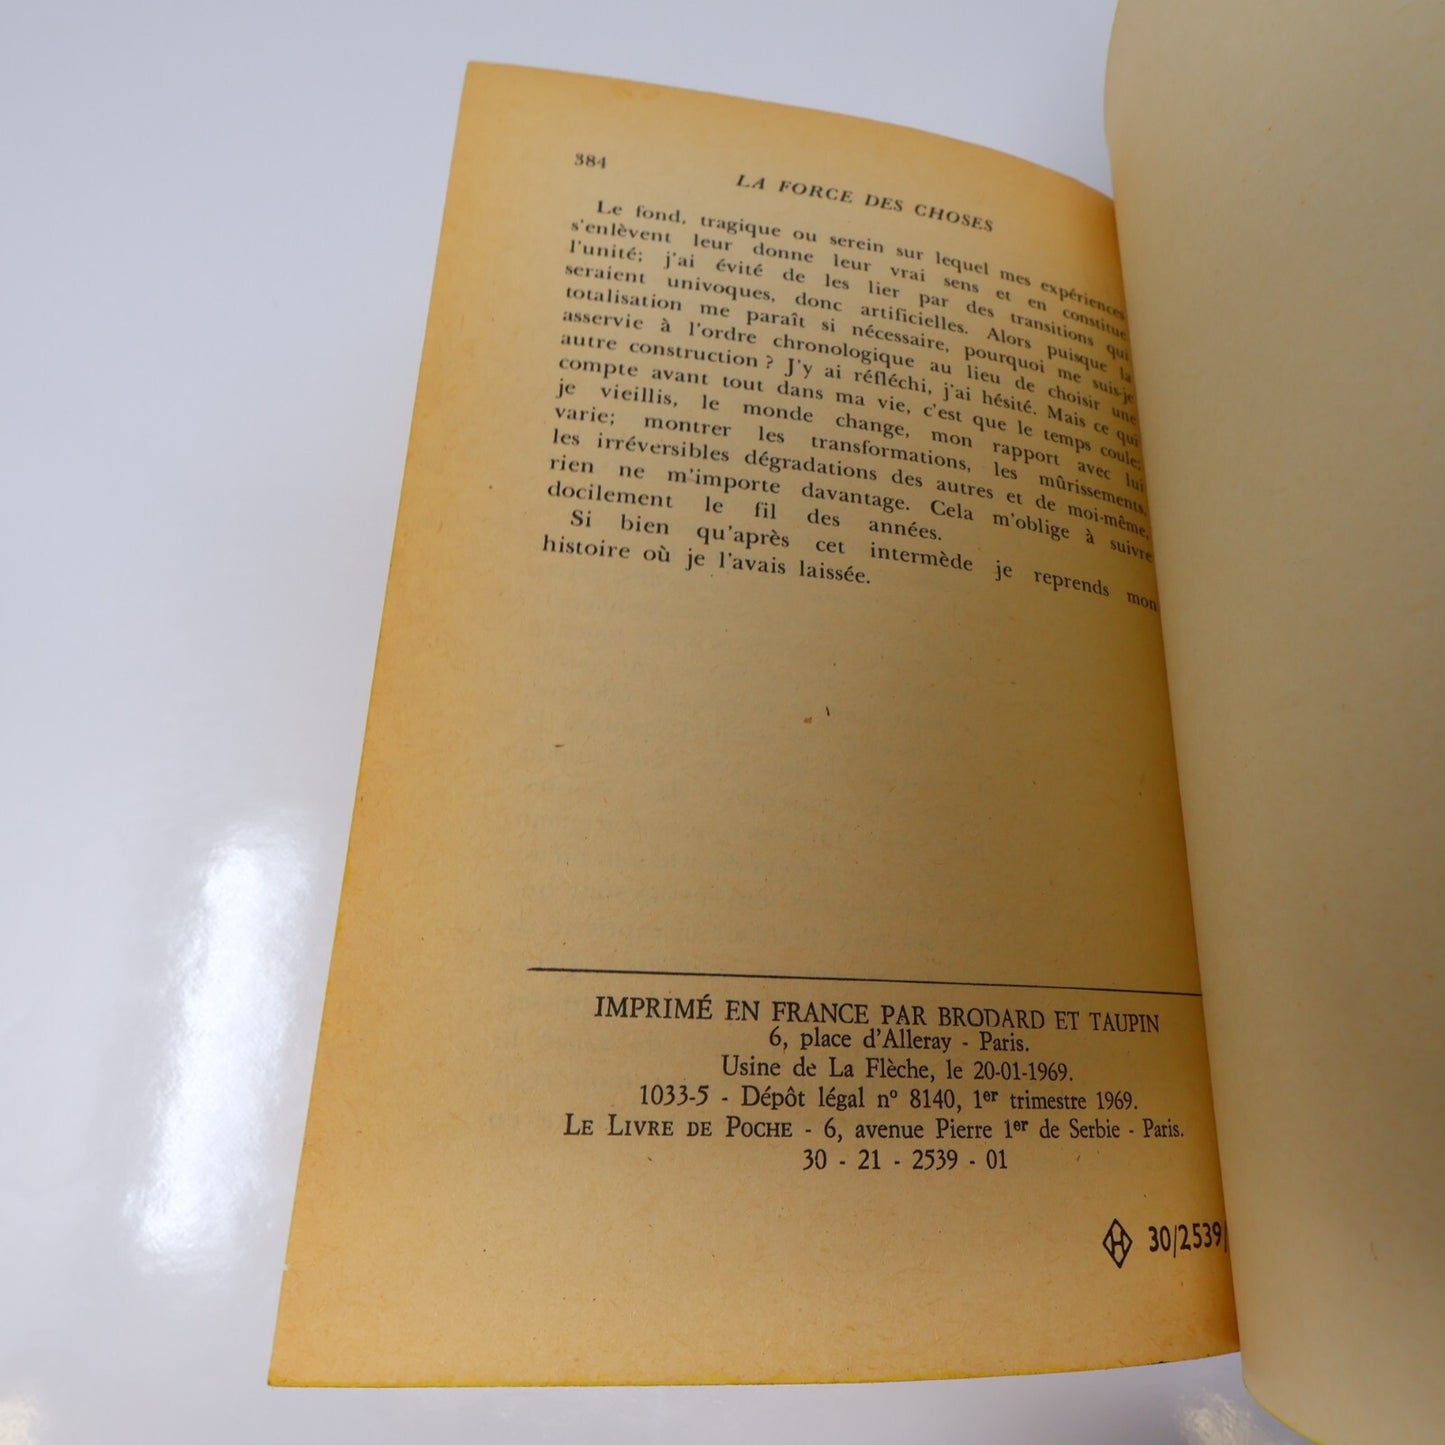 384
LA FORCE DES CHOSES
Le fond, tragique ou serein sur lequel mes expériences
s'enlèvent leur donne leur vrai sens et en constitue
l'unité; j'ai évité de les lier par des transitions qui
seraient univoques, donc artificielles. Alors puisque la
totalisation me paraît si nécessaire, pourquoi me suis-je
asservie à l'ordre chronologique au lieu de choisir une
autre construction ? J'y ai réfléchi, j'ai hésité. Mais ce qui
compte avant tout dans ma vie, c'est que le temps coule;
je vieillis, le monde change, mon rapport avec lui
varie; montrer les transformations, les mûrissements,
les irréversibles dégradations des autres et de moi-même,
rien ne m'importe davantage. Cela m'oblige à suivre
docilement le fil des années.
Si bien qu'après cet intermède je reprends mon
histoire où je l'avais laissée.
IMPRIMÉ EN FRANCE PAR BRODARD ET TAUPIN
6, place d'Alleray - Paris.
Usine de La Flèche, le 20-01-1969.
1033-5 - Dépôt légal nº 8140, 1er trimestre 1969.
LE LIVRE DE POCHE - 6, avenue Pierre 1er de Serbie - Paris.
30 - 21 - 2539 - 01
H 30/2539/